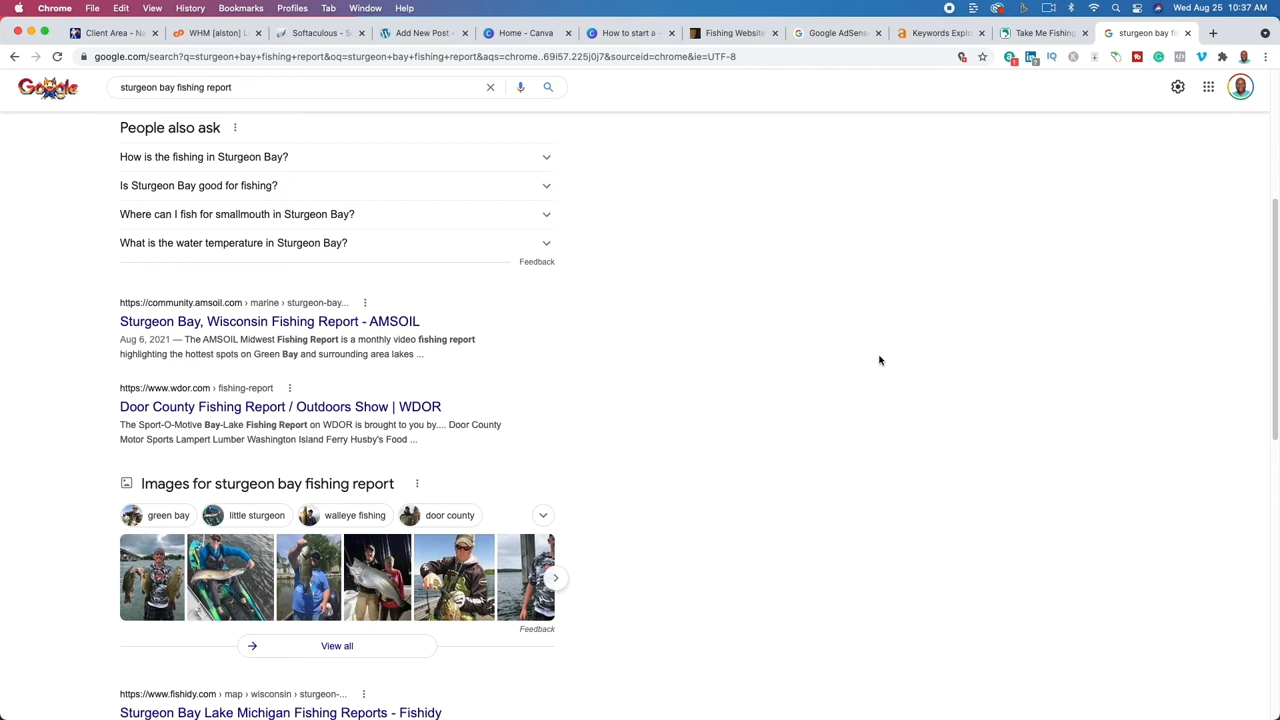 Chrome File Edit View History Bookmarks Profiles Tab Window Help
Wed Aug 25 10:37 AM
Client Area - Na
WHM [alston] L
Softaculous - So
Add New Post
Home - Canva
How to start a
Fishing Website
Google AdSens
Keywords Explo
Take Me Fishing
sturgeon bay fis
google.com/search?q=sturgeon+bay+fishing+report&oq=sturgeon+bay+fishing+report&aqs=chrome..69i57.225j0j7&sourceid=chrome&ie=UTF-8
Google
sturgeon bay fishing report
People also ask
How is the fishing in Sturgeon Bay?
Is Sturgeon Bay good for fishing?
Where can I fish for smallmouth in Sturgeon Bay?
What is the water temperature in Sturgeon Bay?
Feedback
https://community.amsoil.com › marine › sturgeon-bay...
Sturgeon Bay, Wisconsin Fishing Report - AMSOIL
Aug 6, 2021 — The AMSOIL Midwest Fishing Report is a monthly video fishing report
highlighting the hottest spots on Green Bay and surrounding area lakes ...
https://www.wdor.com › fishing-report
Door County Fishing Report / Outdoors Show | WDOR
The Sport-O-Motive Bay-Lake Fishing Report on WDOR is brought to you by.... Door County
Motor Sports Lampert Lumber Washington Island Ferry Husby's Food ...
Images for sturgeon bay fishing report
green bay
little sturgeon
walleye fishing
door county
Feedback
View all
https://www.fishidy.com › map › wisconsin › sturgeon-...
Sturgeon Bay Lake Michigan Fishing Reports - Fishidy